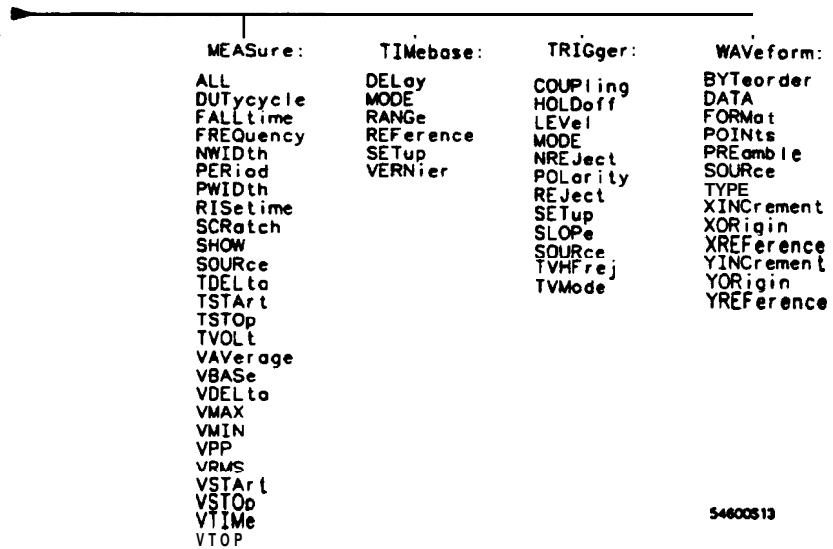 MEASure:
ALL
DUTycycle
FALLtime
FREQuency
NWIDth
PERiod
PWIDth
RISetime
SCRatch
SHOW
SOURce
TDELta
TSTArt
TSTOp
TVOLt
VAVerage
VBASe
VDELta
VMAX
VMIN
VPP
VRMS
VSTArt
VSTOp
VTIMe
VTOP
TIMebase:
DELay
MODE
RANGe
REFerence
SETup
VERNier
TRIGger:
COUPling
HOLDoff
LEVel
MODE
NREJect
POLarity
REJect
SETup
SLOPe
SOURce
TVHFrej
TVMode
WAVeform:
BYTeorder
DATA
FORMat
POINts
PREamble
SOURce
TYPE
XINCrement
XORigin
XREFerence
YINCrement
YORigin
YREFerence
54600S13